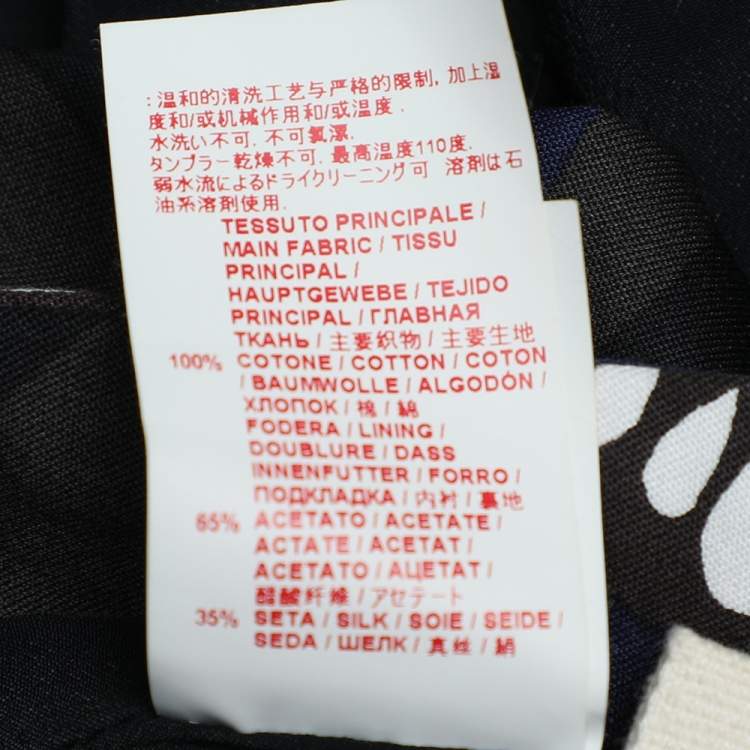 : 温和的清洗工艺与严格的限制, 加上温
度和/或机械作用和/或温度.
水洗い不可. 不可氯漂.
タンブラー乾燥不可. 最高温度110度.
弱水流によるドライクリーニング可 溶剤は石
油系溶剤使用.
TESSUTO PRINCIPALE /
MAIN FABRIC / TISSU
PRINCIPAL /
HAUPTGEWEBE / TEJIDO
PRINCIPAL / ГЛАВНАЯ
ТКАНЬ / 主要织物 / 主要生地
100% COTONE / COTTON / COTON
/ BAUMWOLLE / ALGODÓN /
ХЛОПОК / 棉 / 綿
FODERA / LINING /
DOUBLURE / DASS
INNENFUTTER / FORRO /
ПОДКЛАДКА / 内衬 / 裏地
65% ACETATO / ACETATE /
ACTATE / ACETAT /
ACETATO / АЦЕТАТ /
醋酸纤维 / アセテート
35% SETA / SILK / SOIE / SEIDE /
SEDA / ШЕЛК / 真丝 / 絹